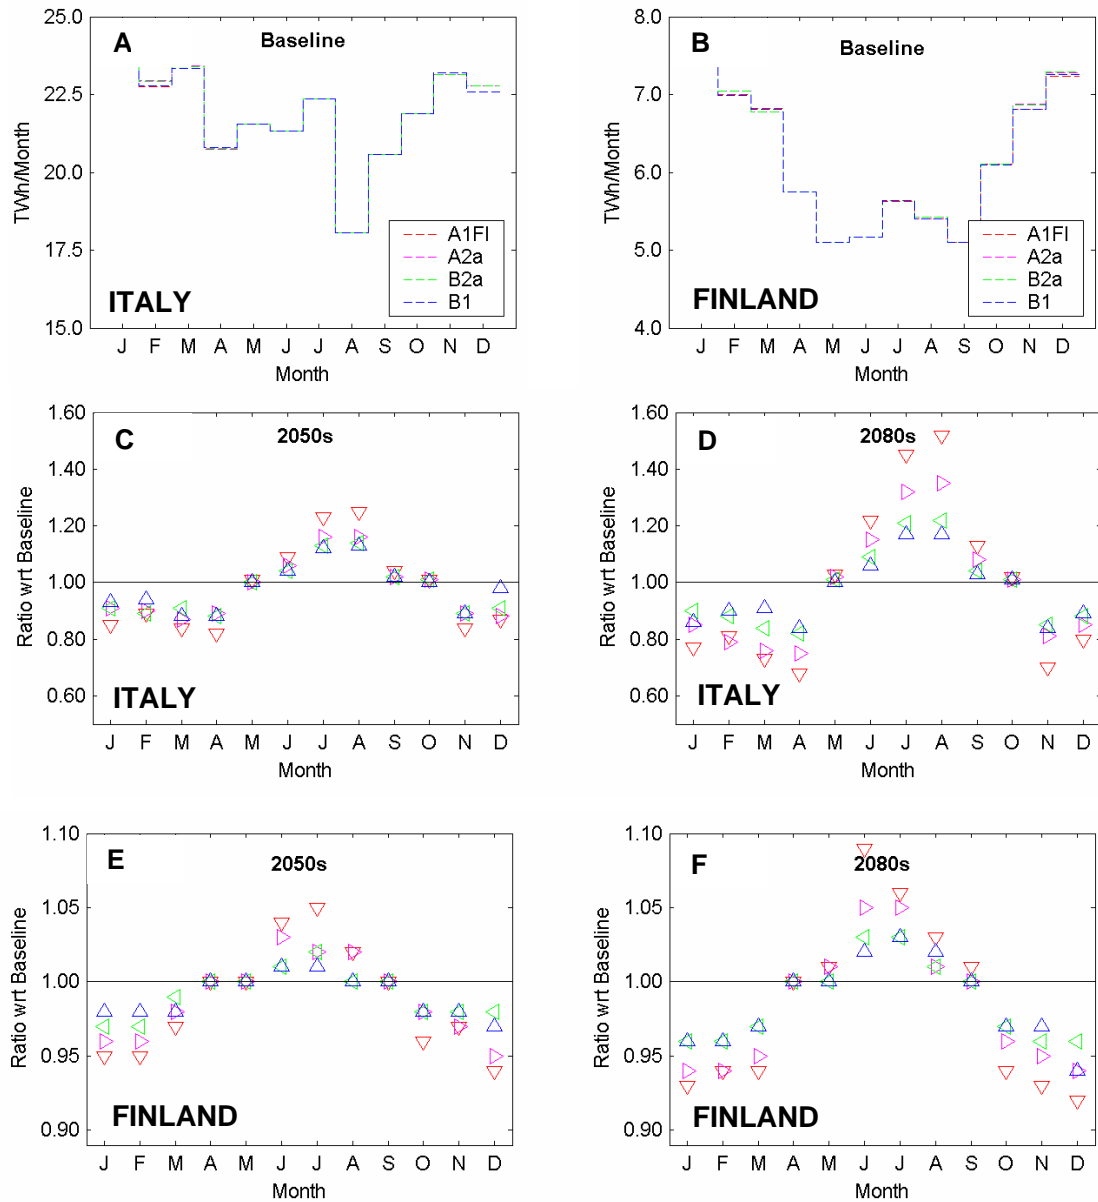 A
Baseline
25.0
22.5
20.0
17.5
15.0
TWh/Month
A1FI
A2a
B2a
B1
ITALY
J F M A M J J A S O N D
Month
B
Baseline
8.0
7.0
6.0
5.0
4.0
TWh/Month
A1FI
A2a
B2a
B1
FINLAND
J F M A M J J A S O N D
Month
C
2050s
1.60
1.40
1.20
1.00
0.80
0.60
Ratio wrt Baseline
ITALY
J F M A M J J A S O N D
Month
D
2080s
1.60
1.40
1.20
1.00
0.80
0.60
Ratio wrt Baseline
ITALY
J F M A M J J A S O N D
Month
E
2050s
1.10
1.05
1.00
0.95
0.90
Ratio wrt Baseline
FINLAND
J F M A M J J A S O N D
Month
F
2080s
1.10
1.05
1.00
0.95
0.90
Ratio wrt Baseline
FINLAND
J F M A M J J A S O N D
Month